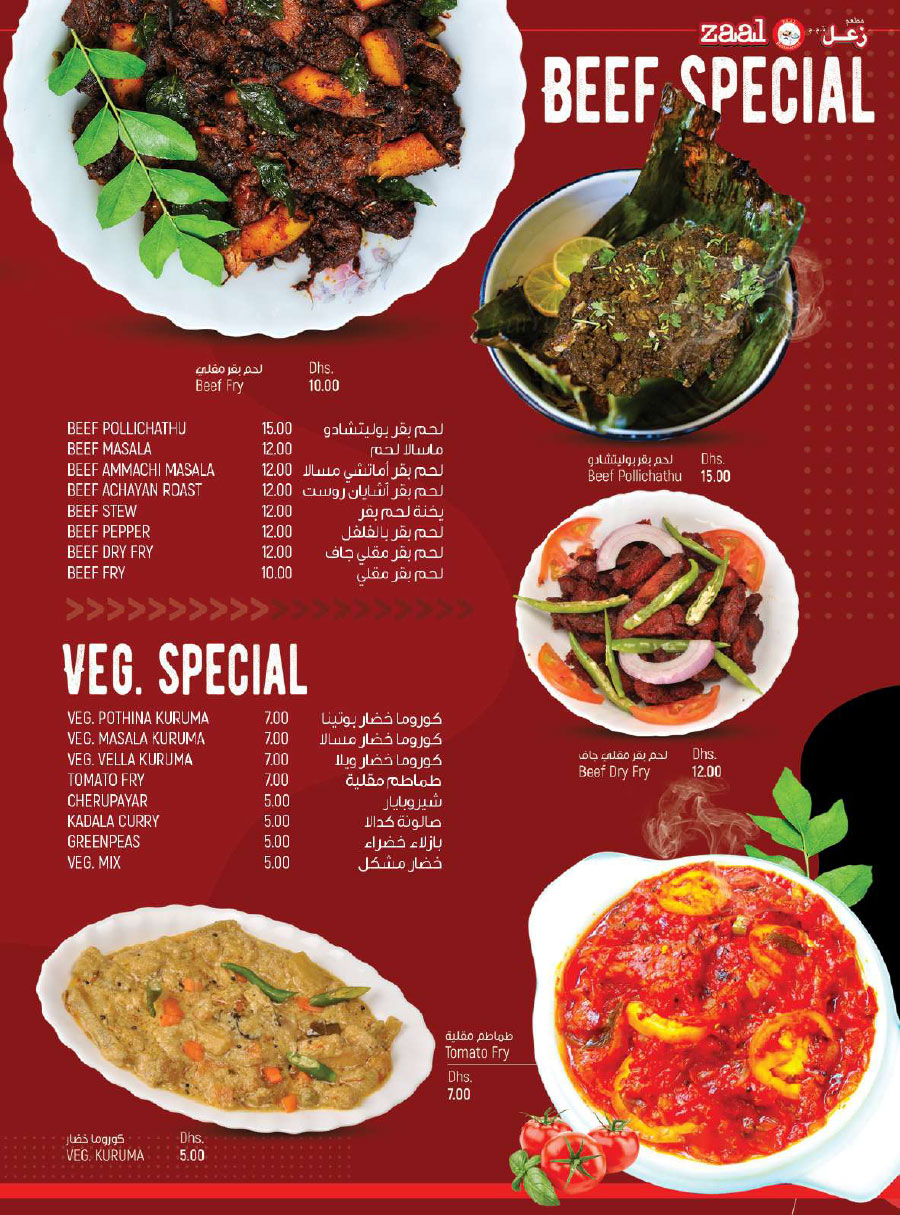 zaal
مطعم
زعل
BEEF SPECIAL
لحم بقر مقلي Dhs.
Beef Fry 10.00
BEEF POLLICHATHU 15.00 لحم بقر بوليتشادو
BEEF MASALA 12.00 ماسالا لحم
BEEF AMMACHI MASALA 12.00 لحم بقر أماتشي مسالا
BEEF ACHAYAN ROAST 12.00 لحم بقر أشايان روست
BEEF STEW 12.00 يخنة لحم بقر
BEEF PEPPER 12.00 لحم بقر بالفلفل
BEEF DRY FRY 12.00 لحم بقر مقلي جاف
BEEF FRY 10.00 لحم بقر مقلي
لحم بقر بوليتشادو Dhs.
Beef Pollichathu 15.00
لحم بقر مقلي جاف Dhs.
Beef Dry Fry 12.00
VEG. SPECIAL
VEG. POTHINA KURUMA 7.00 كوروما خضار بوتينا
VEG. MASALA KURUMA 7.00 كوروما خضار مسالا
VEG. VELLA KURUMA 7.00 كوروما خضار ويلا
TOMATO FRY 7.00 طماطم مقلية
CHERUPAYAR 5.00 شيروبايار
KADALA CURRY 5.00 صالونة كدالا
GREENPEAS 5.00 بازلاء خضراء
VEG. MIX 5.00 خضار مشكل
طماطم مقلية
Tomato Fry
Dhs.
7.00
كوروما خضار Dhs.
VEG. KURUMA 5.00